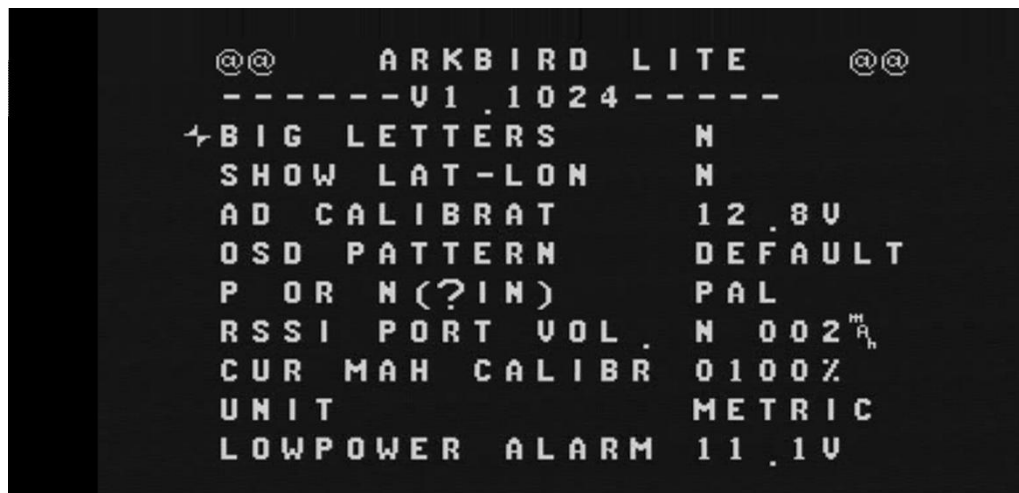 @@ ARKBIRD LITE @@
------V1.1024-----
BIG LETTERS N
SHOW LAT-LON N
AD CALIBRAT 12.8V
OSD PATTERN DEFAULT
P OR N(?IN) PAL
RSSI PORT VOL. N 002mAh
CUR MAH CALIBR 0100%
UNIT METRIC
LOWPOWER ALARM 11.1V